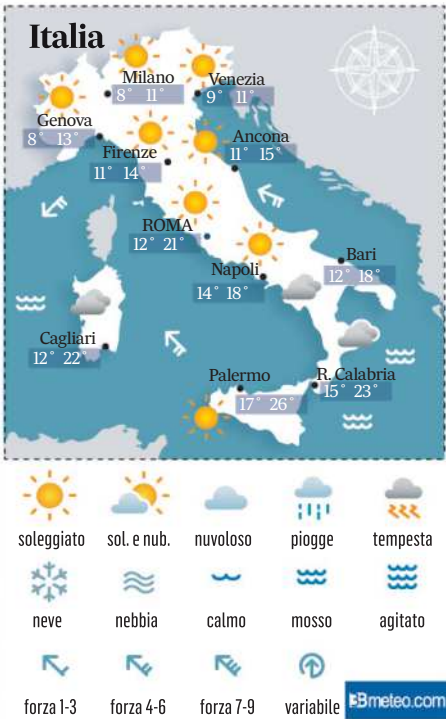 Italia
Milano
8° 11°
Venezia
9° 11°
Genova
8° 13°
Ancona
11° 15°
Firenze
11° 14°
ROMA
12° 21°
Bari
12° 18°
Napoli
14° 18°
Cagliari
12° 22°
Palermo
17° 26°
R. Calabria
15° 23°
soleggiato sol. e nub. nuvoloso piogge tempesta
neve nebbia calmo mosso agitato
forza 1-3 forza 4-6 forza 7-9 variabile
3Bmeteo.com